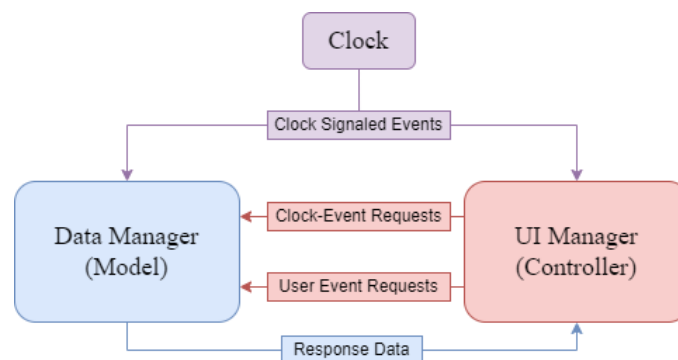 Clock
Clock Signaled Events
Data Manager
(Model)
Clock-Event Requests
User Event Requests
UI Manager
(Controller)
Response Data